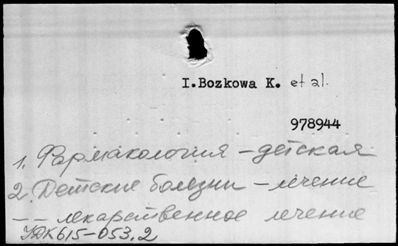 I.Bozkowa K. et al.
978944
1. Фармакология – детская
2. Детские болезни – лечение
– – лекарственное лечение
УДК 615-053.2